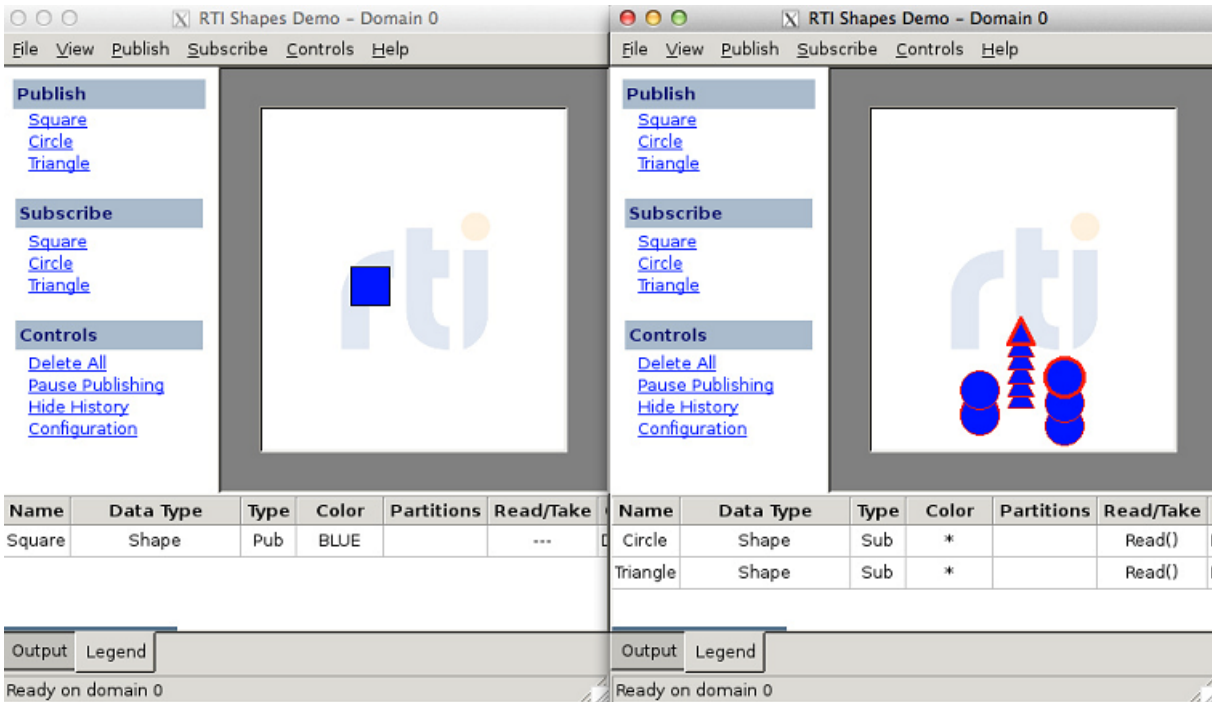 RTI Shapes Demo – Domain 0
File View Publish Subscribe Controls Help
Publish
Square
Circle
Triangle
Subscribe
Square
Circle
Triangle
Controls
Delete All
Pause Publishing
Hide History
Configuration
rti
Name Data Type Type Color Partitions Read/Take
Square Shape Pub BLUE ---
Output Legend
Ready on domain 0
RTI Shapes Demo – Domain 0
File View Publish Subscribe Controls Help
Publish
Square
Circle
Triangle
Subscribe
Square
Circle
Triangle
Controls
Delete All
Pause Publishing
Hide History
Configuration
rti
Name Data Type Type Color Partitions Read/Take
Circle Shape Sub * Read()
Triangle Shape Sub * Read()
Output Legend
Ready on domain 0